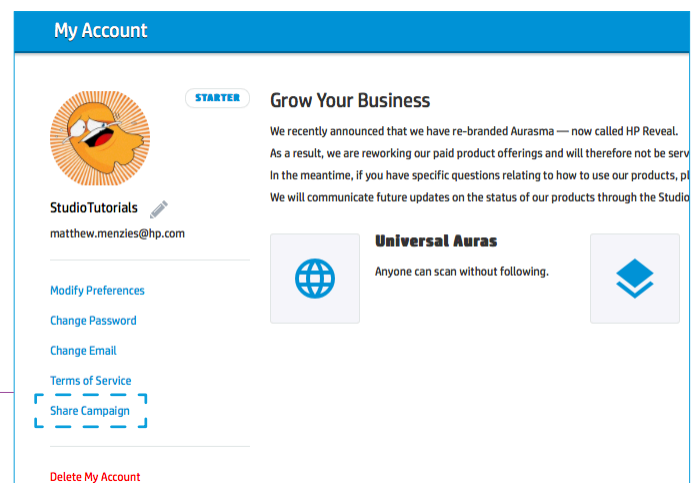 My Account
STARTER
StudioTutorials
matthew.menzies@hp.com
Modify Preferences
Change Password
Change Email
Terms of Service
Share Campaign
Delete My Account
Grow Your Business
We recently announced that we have re-branded Aurasma — now called HP Reveal.
As a result, we are reworking our paid product offerings and will therefore not be serv
In the meantime, if you have specific questions relating to how to use our products, pl
We will communicate future updates on the status of our products through the Studio
Universal Auras
Anyone can scan without following.